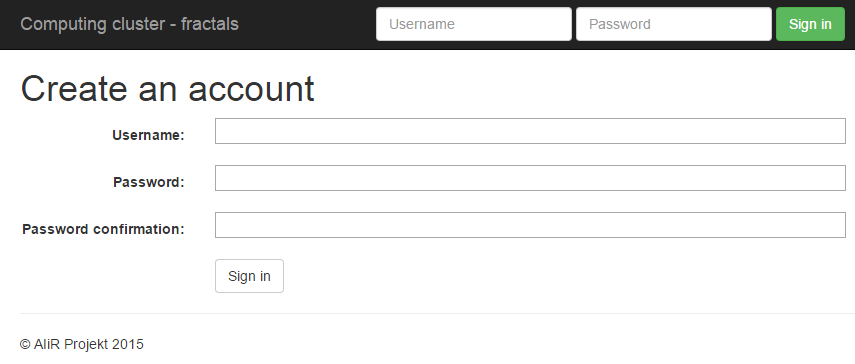 Computing cluster - fractals Username Password Sign in
Create an account
Username:
Password:
Password confirmation:
Sign in
© AIiR Projekt 2015